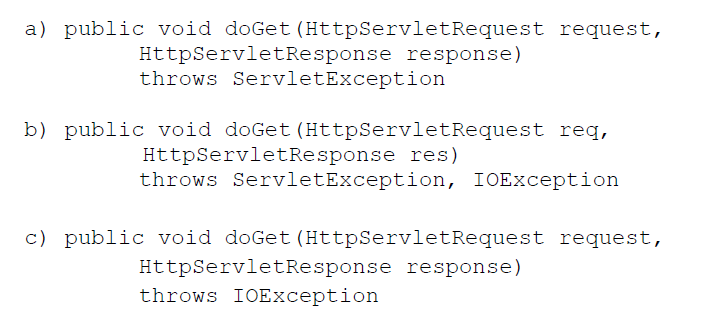 a) public void doGet(HttpServletRequest request,
HttpServletResponse response)
throws ServletException
b) public void doGet(HttpServletRequest req,
HttpServletResponse res)
throws ServletException, IOException
c) public void doGet(HttpServletRequest request,
HttpServletResponse response)
throws IOException